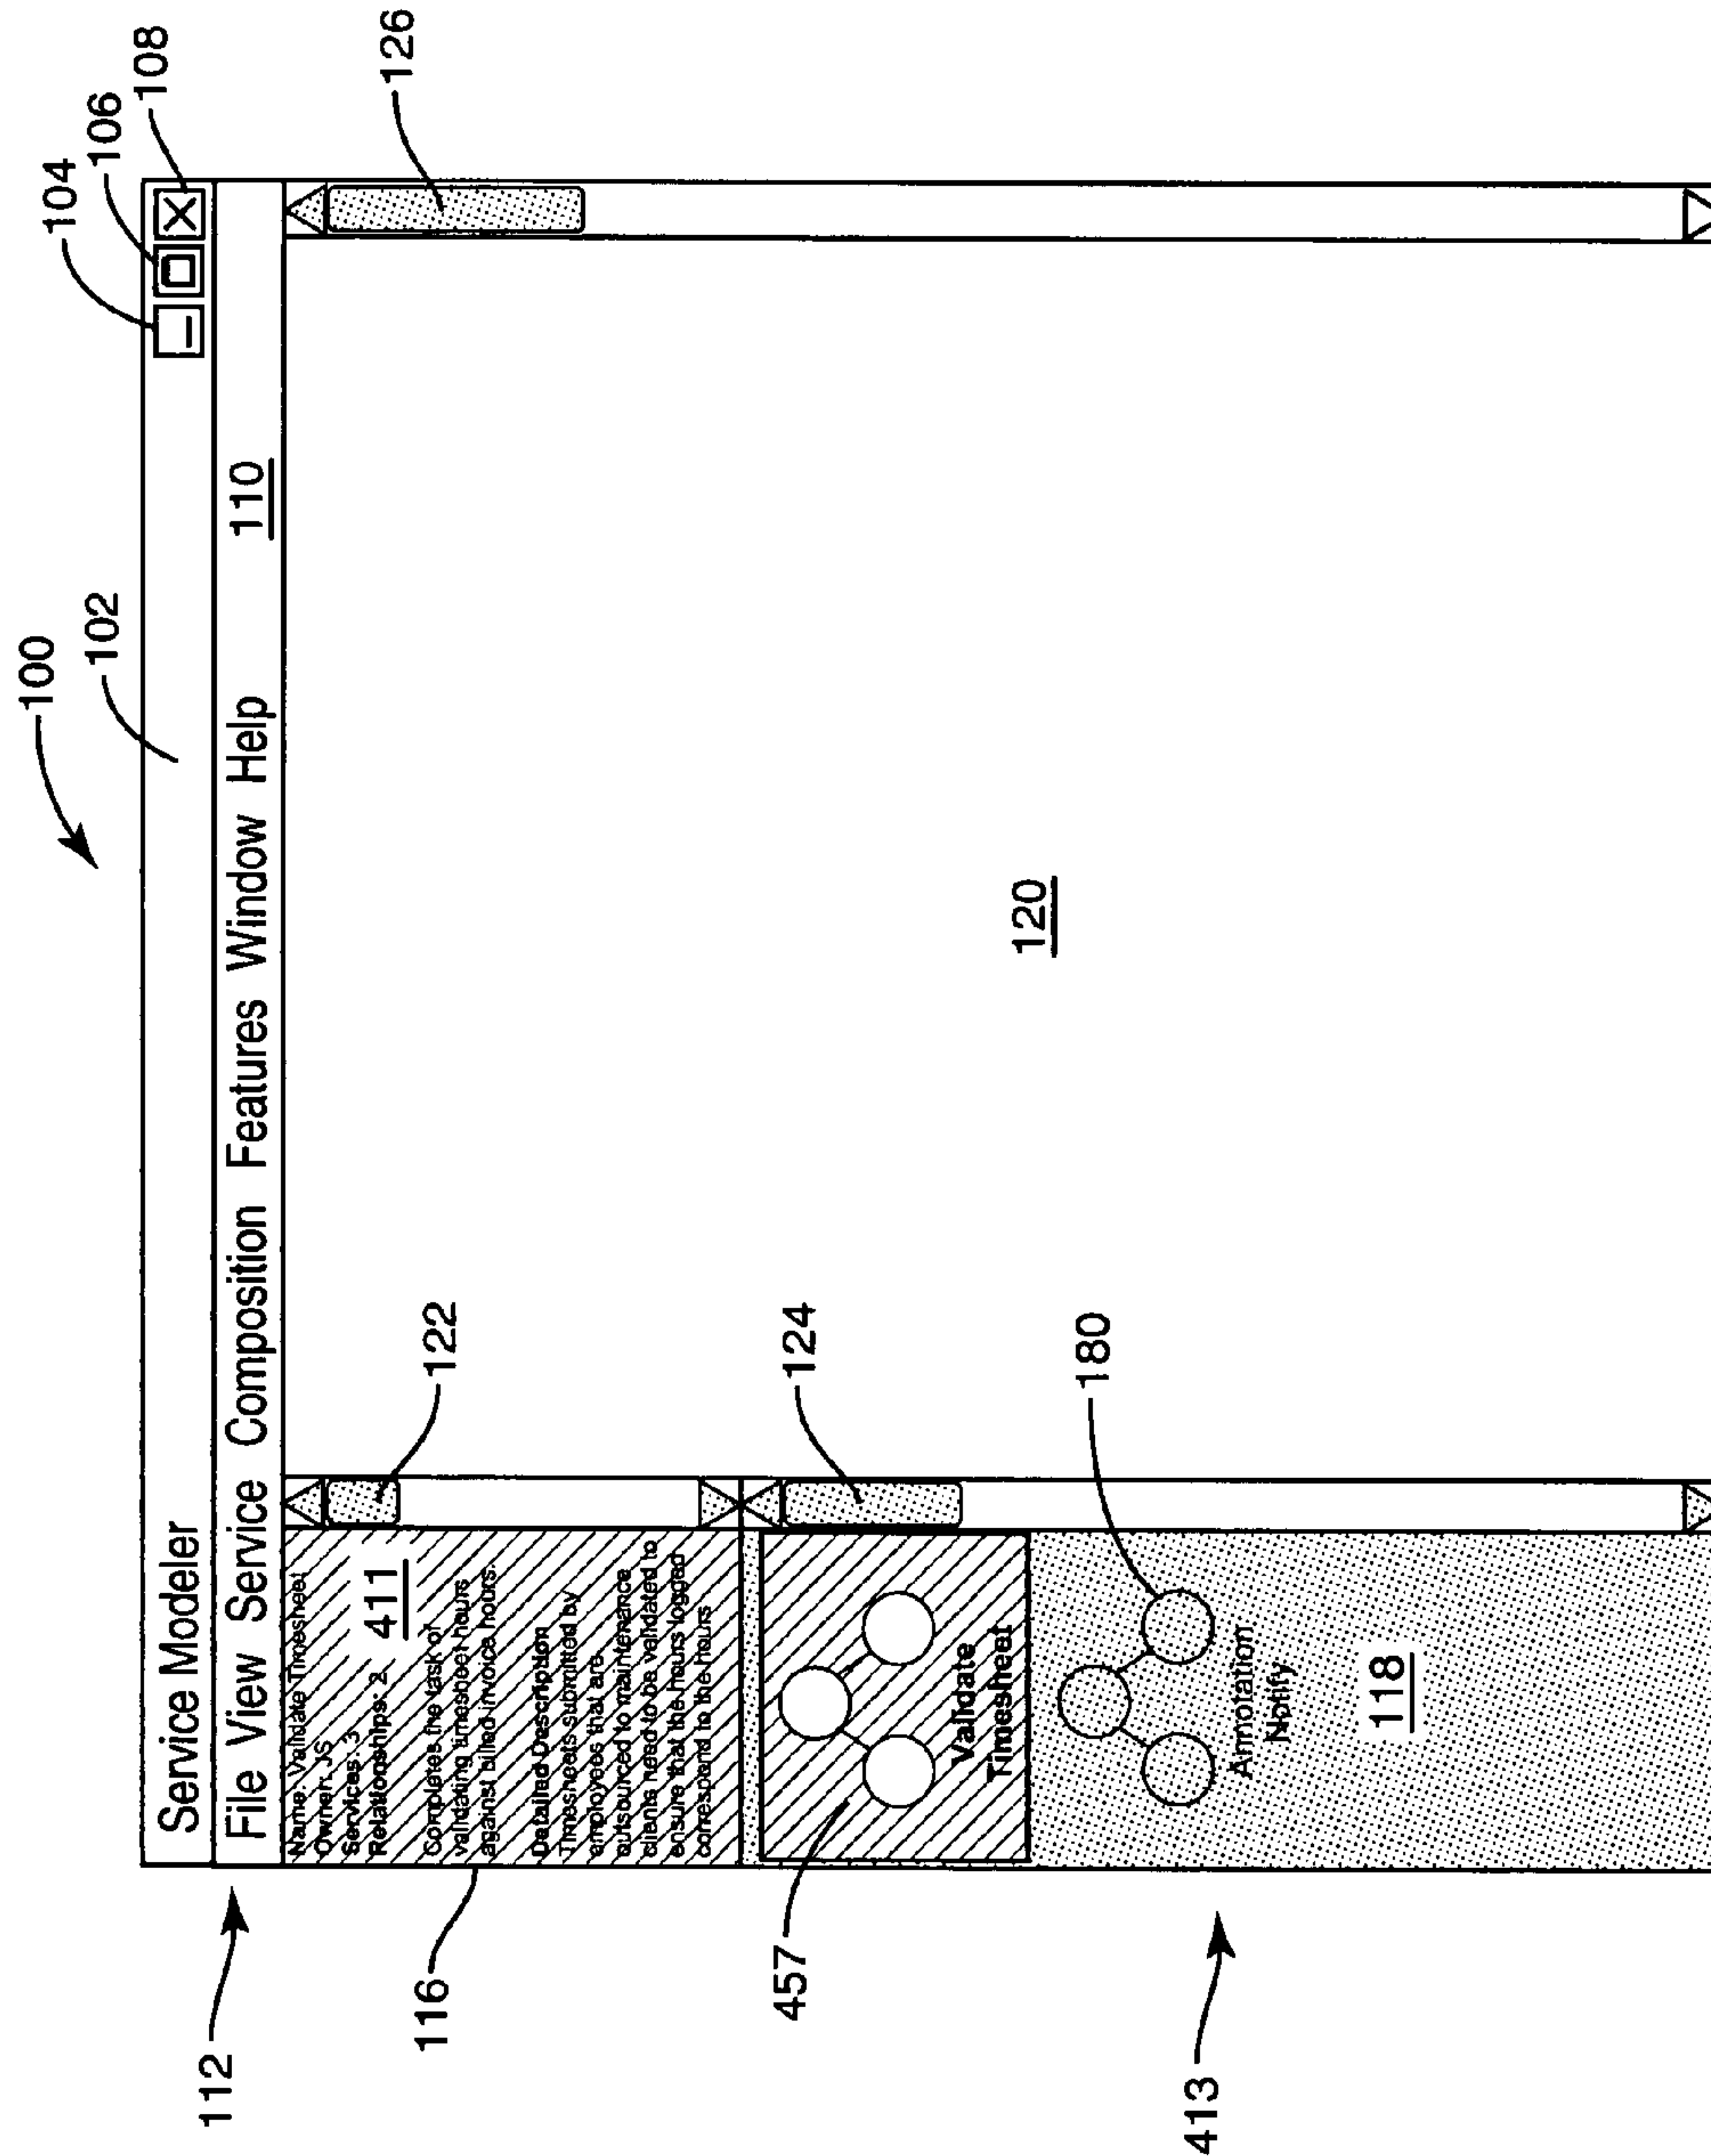 100
102
104
106
108
Service Modeler
112
File View Service Composition Features Window Help 110
126
Name: Validate Timesheet
Owner: JS
Services: 3
Relationships: 2
411
Completes the task of
validating timesheet hours
against billed invoice hours.
Detailed Description
Timesheets submitted by
employees that are
outsourced to maintenance
clients need to be validated to
ensure that the hours logged
correspond to the hours
116
122
457
Validate
Timesheet
124
120
180
Annotation
Notify
413
118